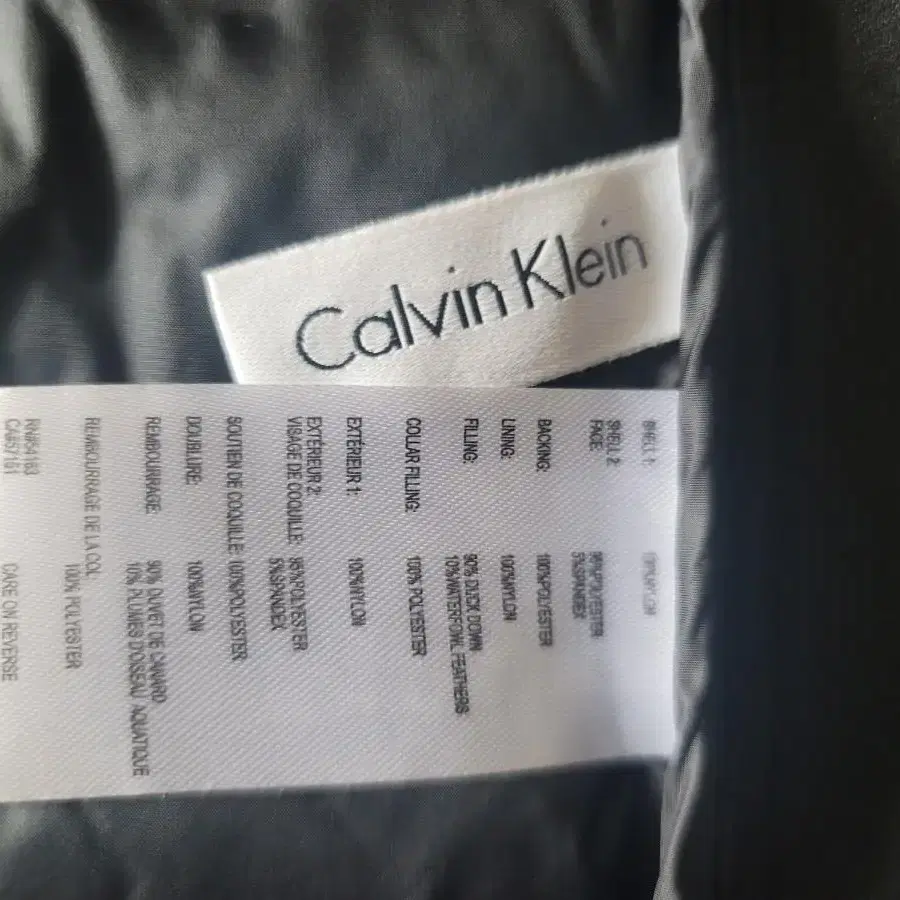 Calvin Klein
SHELL 1: 100%NYLON
SHELL 2:
FACE: 95%POLYESTER
5%SPANDEX
BACKING: 100%POLYESTER
LINING: 100%NYLON
FILLING: 90% DUCK DOWN
10%WATERFOWL FEATHERS
COLLAR FILLING: 100% POLYESTER
EXTÉRIEUR 1: 100%NYLON
EXTÉRIEUR 2:
VISAGE DE COQUILLE: 95%POLYESTER
5%SPANDEX
SOUTIEN DE COQUILLE: 100%POLYESTER
DOUBLURE: 100%NYLON
REMBOURRAGE: 90% DUVET DE CANARD
10% PLUMES D'OISEAU AQUATIQUE
REMBOURRAGE DE LA COL
100% POLYESTER
CARE ON REVERSE